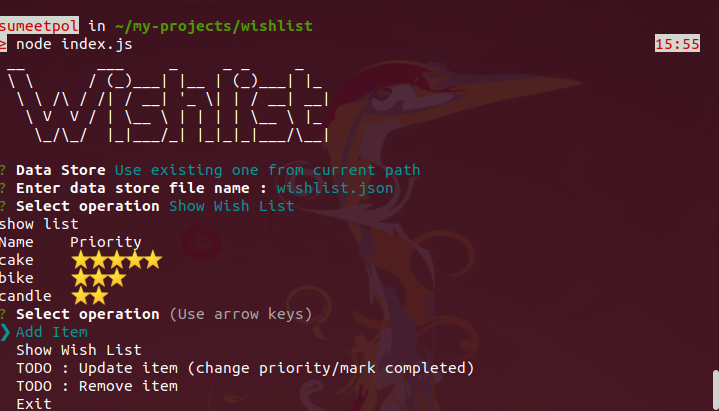 sumeetpol in ~/my-projects/wishlist
≥ node index.js 15:55
WishList
? Data Store Use existing one from current path
? Enter data store file name : wishlist.json
? Select operation Show Wish List
show list
Name Priority
cake ⭐⭐⭐⭐⭐
bike ⭐⭐⭐
candle ⭐⭐
? Select operation (Use arrow keys)
❯ Add Item
Show Wish List
TODO : Update item (change priority/mark completed)
TODO : Remove item
Exit